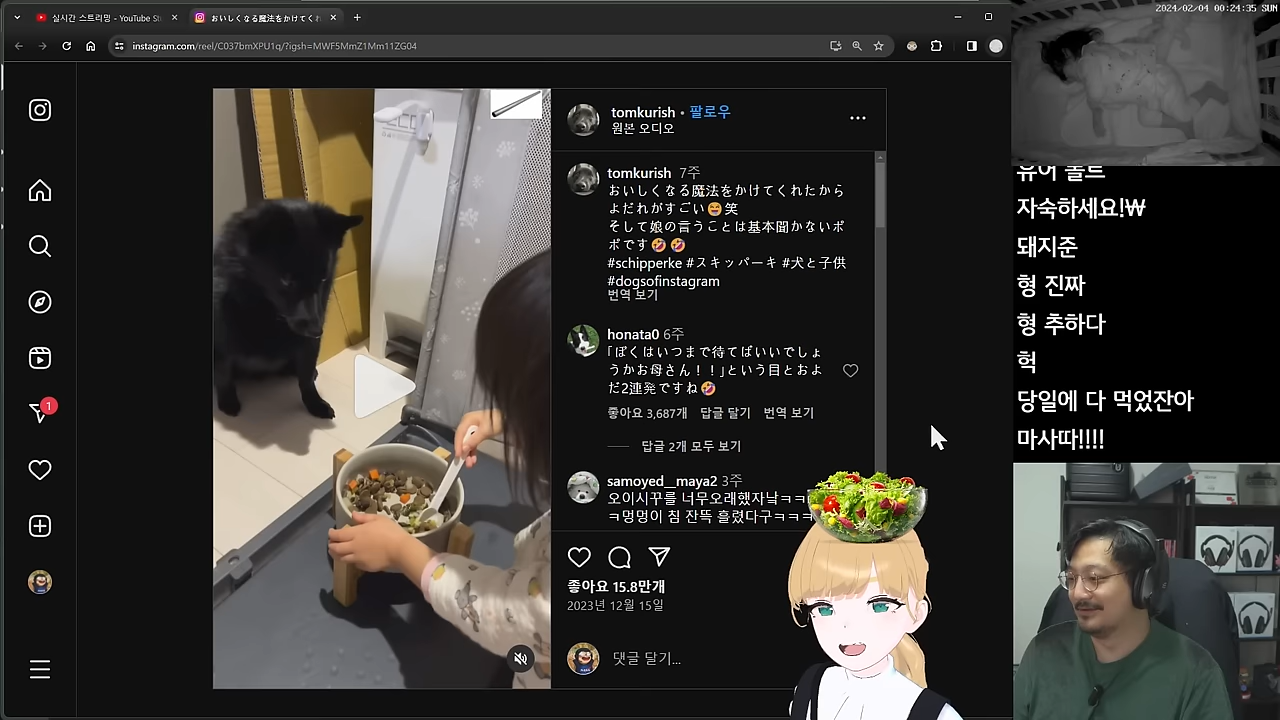 실시간 스트리밍 - YouTube St
おいしくなる魔法をかけてくれ
instagram.com/reel/C037bmXPU1q/?igsh=MWF5MmZ1Mm11ZG04
2024/02/04 00:24:35 SUN
tomkurish • 팔로우
원본 오디오
tomkurish 7주
おいしくなる魔法をかけてくれたから
よだれがすごい😄笑
そして娘の言うことは基本聞かないポ
ポです🤣🤣
#schipperke #スキッパーキ #犬と子供
#dogsofinstagram
번역 보기
honata0 6주
「ぼくはいつまで待てばいいでしょ
うかお母さん！！」という目とおよ
だ2連発ですね🤣
좋아요 3,687개 답글 달기 번역 보기
답글 2개 모두 보기
samoyed__maya2 3주
오이시꾸를 너무오래했자낰ㅋㅋ
ㅋ멍멍이 침 잔뜩 흘렸다구ㅋㅋㅋ
좋아요 15.8만개
2023년 12월 15일
댓글 달기...
1
자숙하세요!₩
돼지준
형 진짜
형 추하다
헉
당일에 다 먹었잖아
마사따!!!!